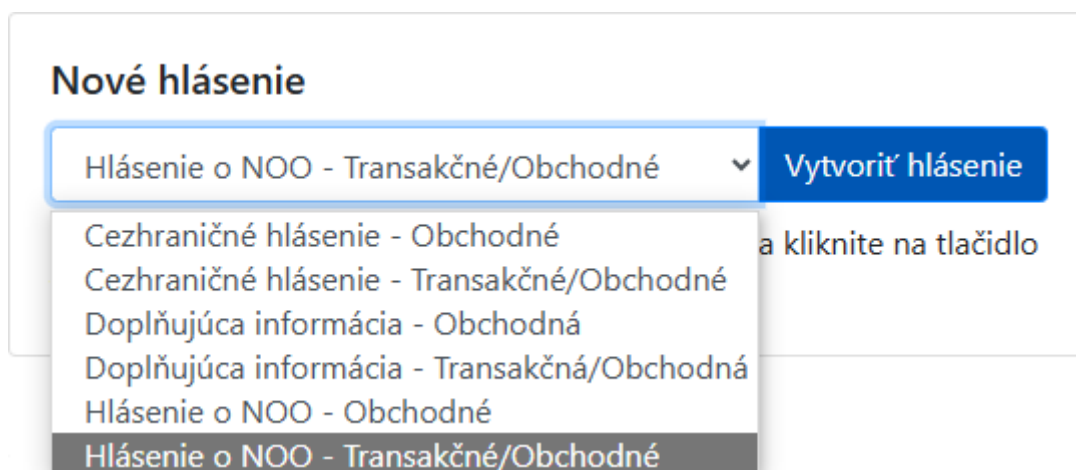 Nové hlásenie
Hlásenie o NOO - Transakčné/Obchodné
Vytvoriť hlásenie
a kliknite na tlačidlo
Cezhraničné hlásenie - Obchodné
Cezhraničné hlásenie - Transakčné/Obchodné
Doplňujúca informácia - Obchodná
Doplňujúca informácia - Transakčná/Obchodná
Hlásenie o NOO - Obchodné
Hlásenie o NOO - Transakčné/Obchodné